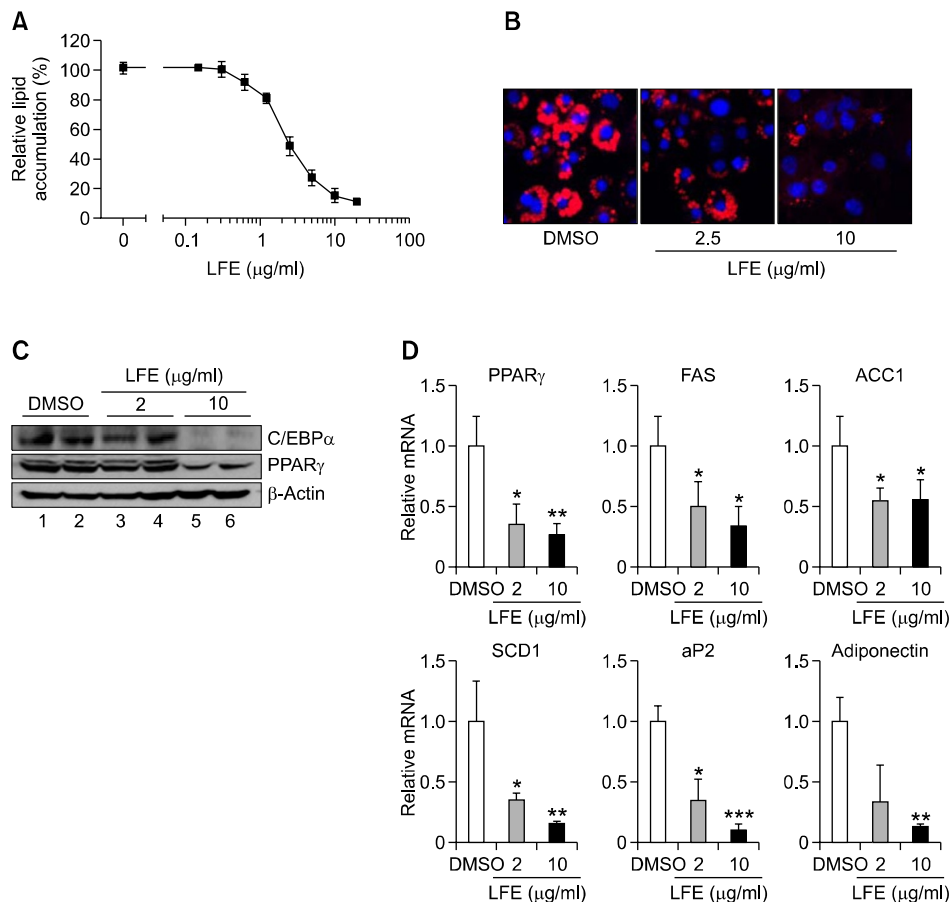 A
Relative lipid
accumulation (%)
120
100
80
60
40
20
0
0 0.1 1 10 100
LFE (μg/ml)
B
DMSO 2.5 10
LFE (μg/ml)
C
LFE (μg/ml)
DMSO 2 10
C/EBPα
PPARγ
β-Actin
1 2 3 4 5 6
D
PPARγ
Relative mRNA
1.5
1.0
0.5
0
*
**
DMSO 2 10
LFE (μg/ml)
FAS
1.5
1.0
0.5
0
*
*
DMSO 2 10
LFE (μg/ml)
ACC1
1.5
1.0
0.5
0
*
*
DMSO 2 10
LFE (μg/ml)
SCD1
Relative mRNA
1.5
1.0
0.5
0
*
**
DMSO 2 10
LFE (μg/ml)
aP2
1.5
1.0
0.5
0
*
***
DMSO 2 10
LFE (μg/ml)
Adiponectin
1.5
1.0
0.5
0
**
DMSO 2 10
LFE (μg/ml)